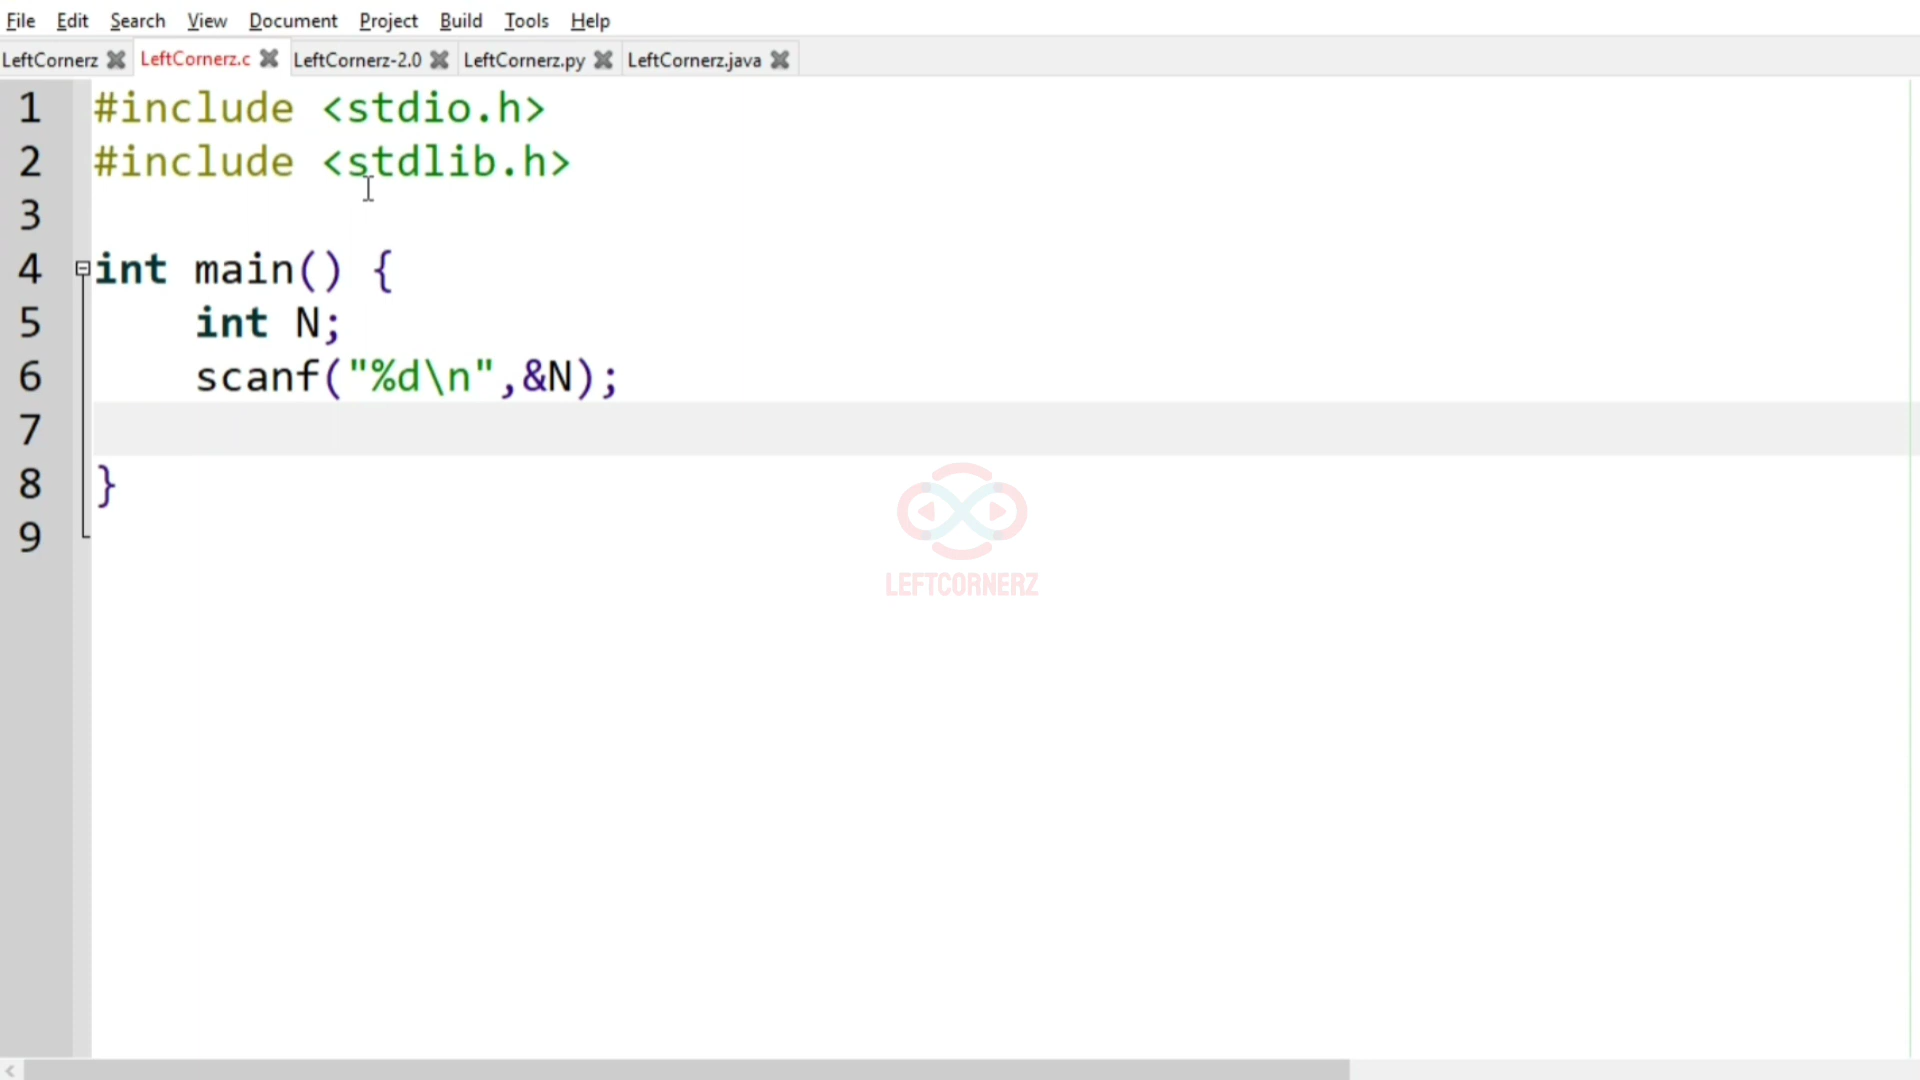 File Edit Search View Document Project Build Tools Help
LeftCornerz LeftCornerz.c LeftCornerz-2.0 LeftCornerz.py LeftCornerz.java
1 #include <stdio.h>
2 #include <stdlib.h>
3
4 int main() {
5 int N;
6 scanf("%d\n",&N);
7
8 }
9
LEFTCORNERZ